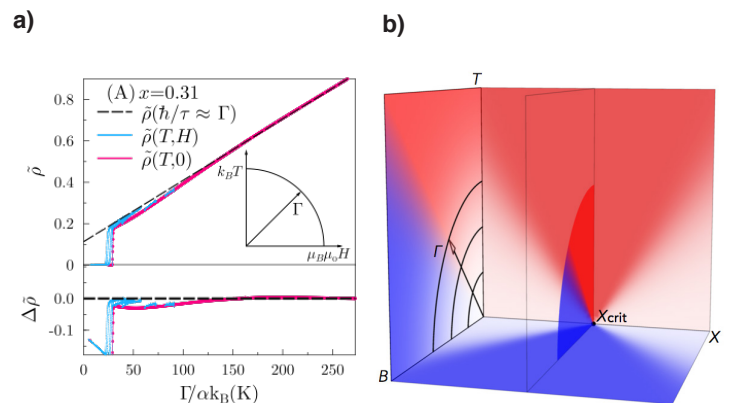 a)
b)
(A) x=0.31
ρ̃(ħ/τ ≈ Γ)
ρ̃(T,H)
ρ̃(T,0)
0.8
0.6
0.4
0.2
0
ρ̃
k_BT
Γ
μ_Bμ_oH
0.0
-0.1
Δρ̃
0 50 100 150 200 250
Γ/αk_B(K)
T
Γ
X_crit
X
B